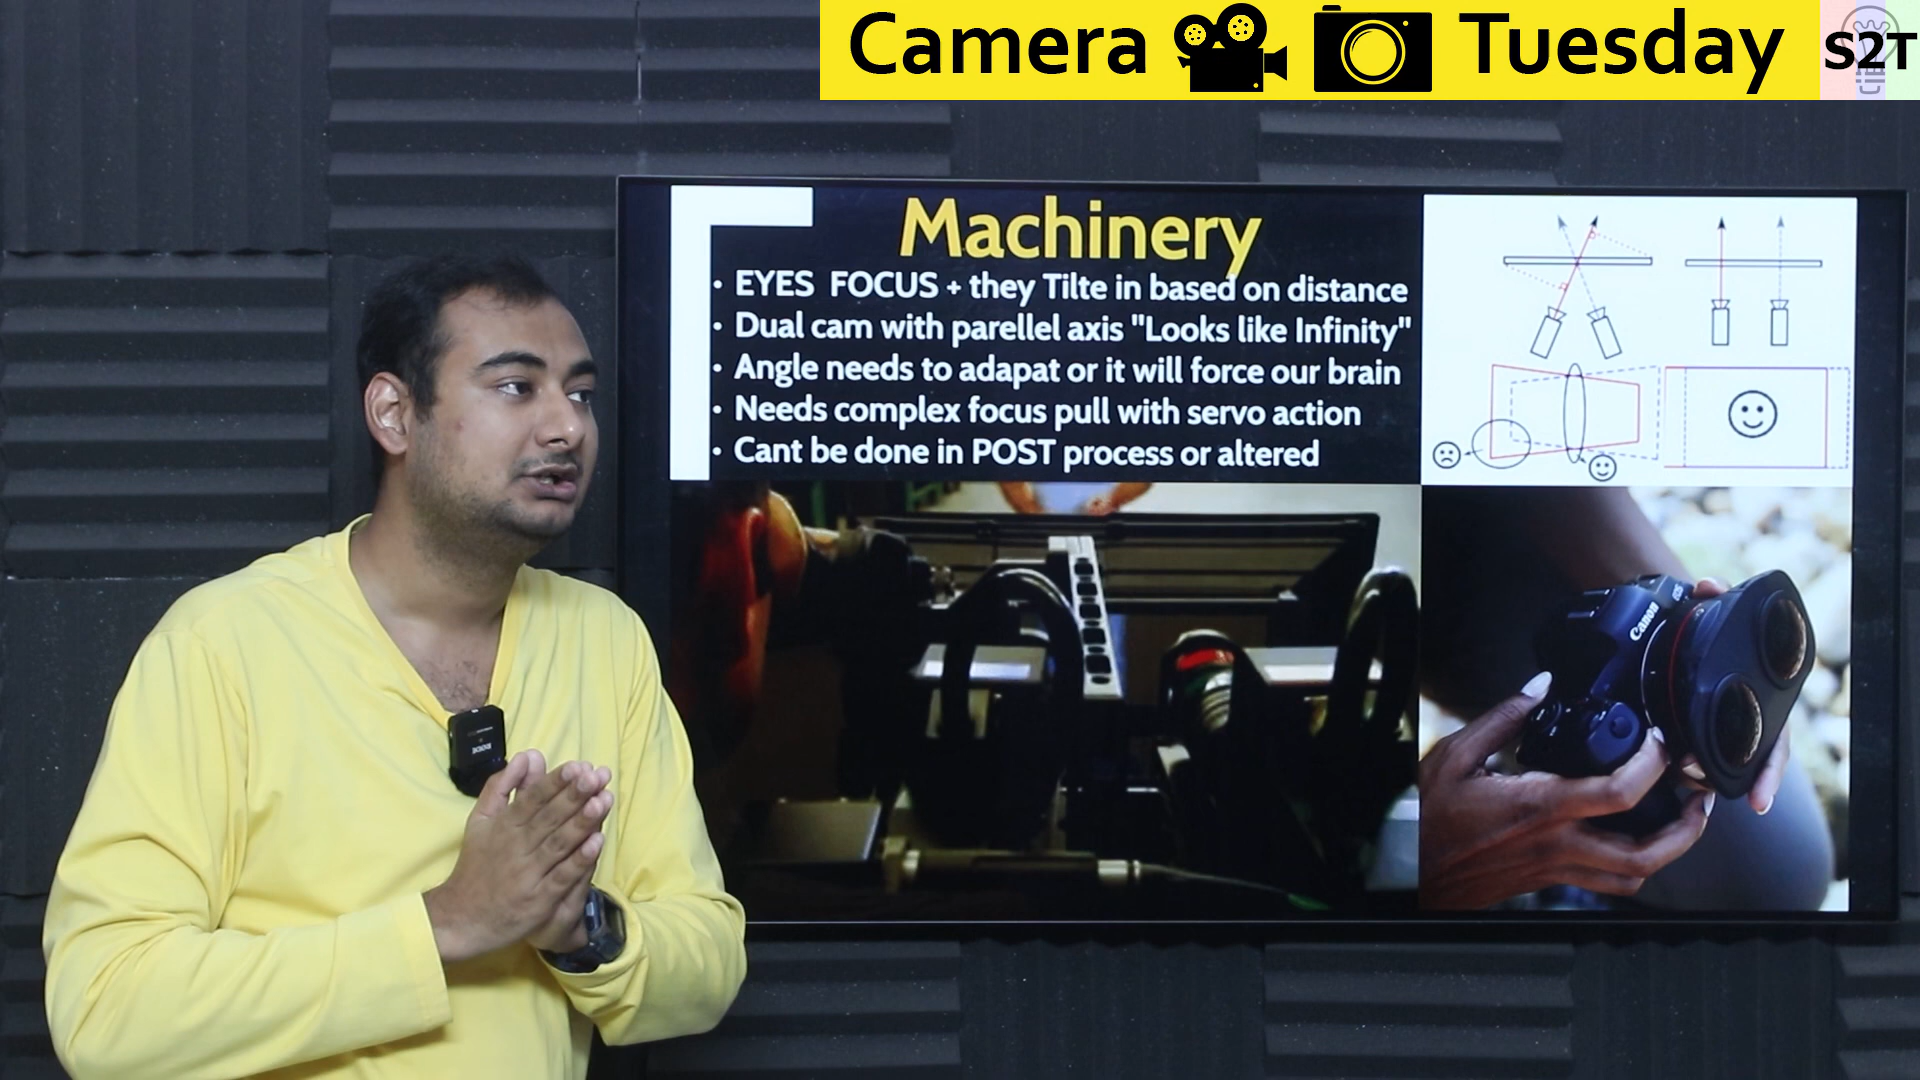 Camera Tuesday S2T
Machinery
• EYES FOCUS + they Tilte in based on distance
• Dual cam with parellel axis "Looks like Infinity"
• Angle needs to adapat or it will force our brain
• Needs complex focus pull with servo action
• Cant be done in POST process or altered
Canon
RODE